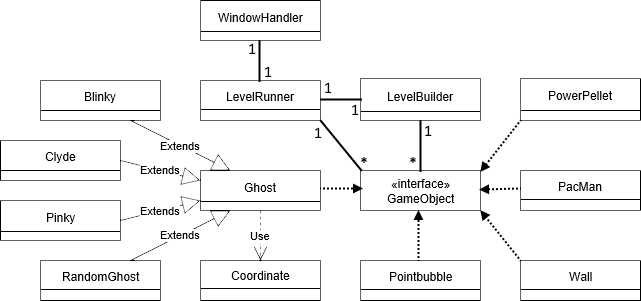 WindowHandler
1
1
Blinky
LevelRunner
1
1
LevelBuilder
PowerPellet
1
1
Extends
Clyde
Extends
*
*
Ghost
«interface»
GameObject
PacMan
Pinky
Extends
Extends
Use
RandomGhost
Coordinate
Pointbubble
Wall